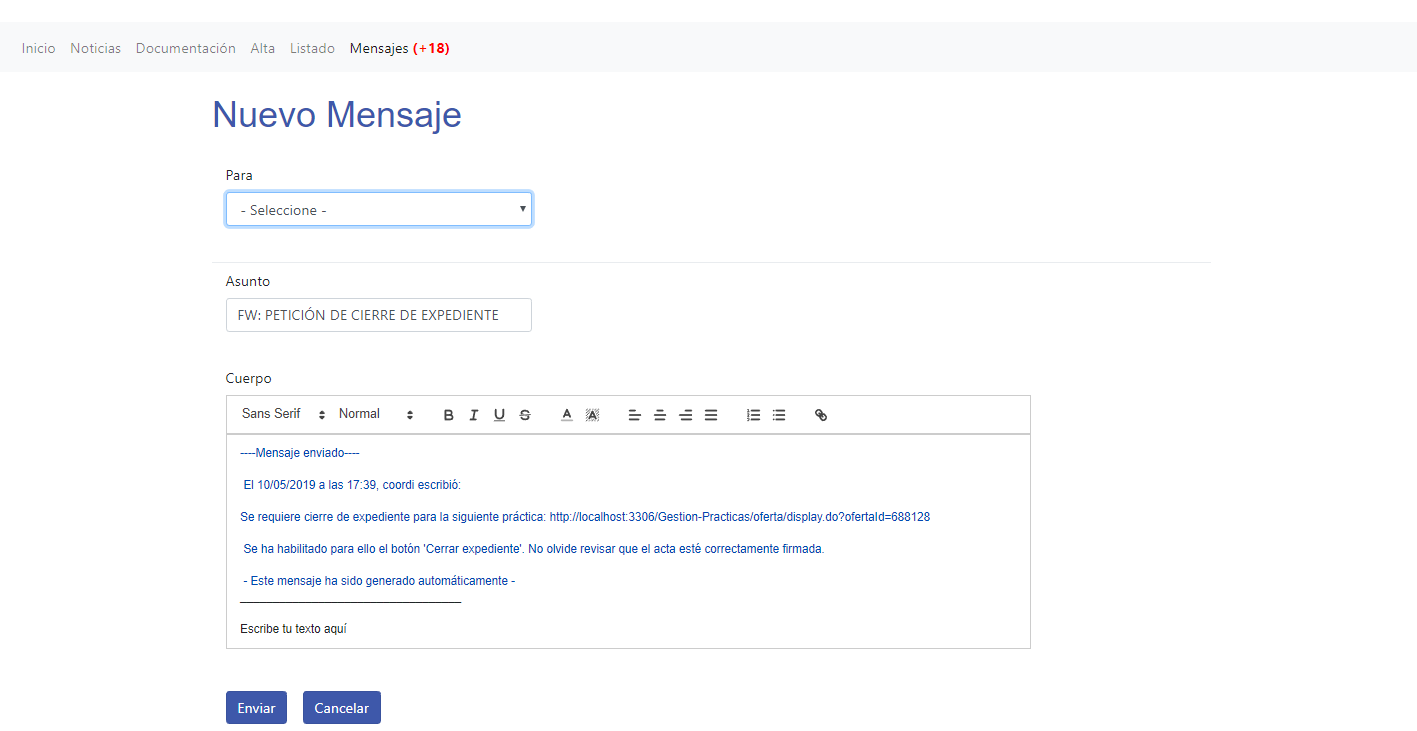 Inicio Noticias Documentación Alta Listado Mensajes (+18)
Nuevo Mensaje
Para
- Seleccione -
Asunto
FW: PETICIÓN DE CIERRE DE EXPEDIENTE
Cuerpo
Sans Serif Normal B I U S A A
----Mensaje enviado----
El 10/05/2019 a las 17:39, coordi escribió:
Se requiere cierre de expediente para la siguiente práctica: http://localhost:3306/Gestion-Practicas/oferta/display.do?ofertaId=688128
Se ha habilitado para ello el botón 'Cerrar expediente'. No olvide revisar que el acta esté correctamente firmada.
- Este mensaje ha sido generado automáticamente -
Escribe tu texto aquí
Enviar Cancelar